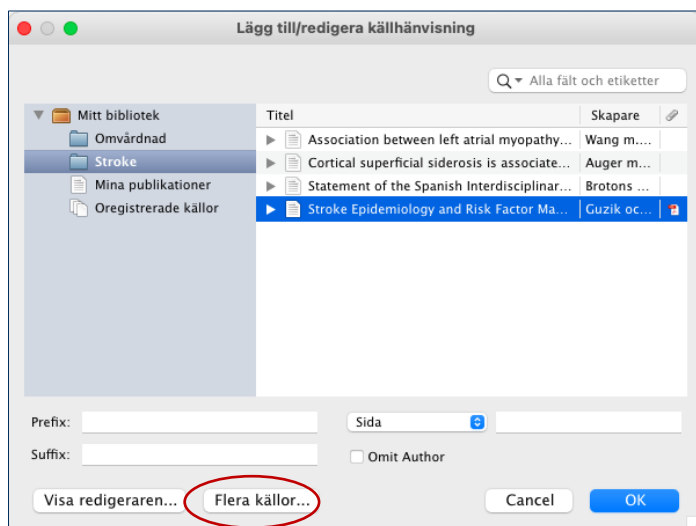 Lägg till/redigera källhänvisning
Alla fält och etiketter
Mitt bibliotek
Omvårdnad
Stroke
Mina publikationer
Oregistrerade källor
Titel Skapare
Association between left atrial myopathy... Wang m....
Cortical superficial siderosis is associate... Auger m...
Statement of the Spanish Interdisciplinar... Brotons ...
Stroke Epidemiology and Risk Factor Ma... Guzik oc...
Prefix: Sida
Suffix: Omit Author
Visa redigeraren... Flera källor... Cancel OK